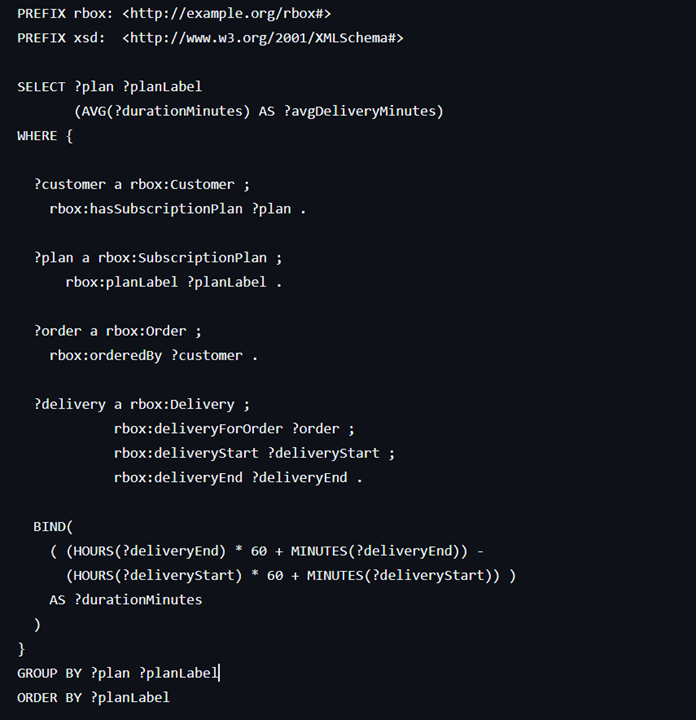 PREFIX rbox: <http://example.org/rbox#>
PREFIX xsd:  <http://www.w3.org/2001/XMLSchema#>

SELECT ?plan ?planLabel
       (AVG(?durationMinutes) AS ?avgDeliveryMinutes)
WHERE {

  ?customer a rbox:Customer ;
    rbox:hasSubscriptionPlan ?plan .

  ?plan a rbox:SubscriptionPlan ;
      rbox:planLabel ?planLabel .

  ?order a rbox:Order ;
    rbox:orderedBy ?customer .

  ?delivery a rbox:Delivery ;
            rbox:deliveryForOrder ?order ;
            rbox:deliveryStart ?deliveryStart ;
            rbox:deliveryEnd ?deliveryEnd .

  BIND(
    ( (HOURS(?deliveryEnd) * 60 + MINUTES(?deliveryEnd)) -
      (HOURS(?deliveryStart) * 60 + MINUTES(?deliveryStart)) )
    AS ?durationMinutes
  )
}
GROUP BY ?plan ?planLabel
ORDER BY ?planLabel